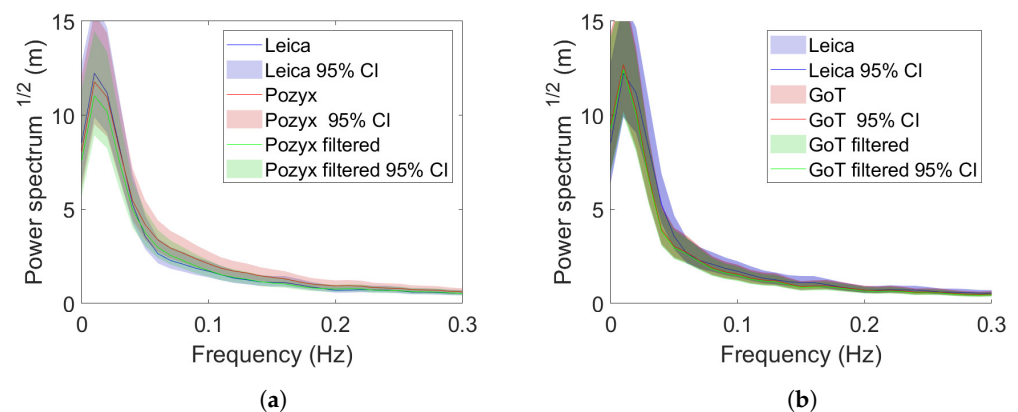 15
10
5
0
0
0.1
0.2
0.3
Power spectrum 1/2 (m)
Frequency (Hz)
Leica
Leica 95% CI
Pozyx
Pozyx  95% CI
Pozyx filtered
Pozyx filtered 95% CI
(a)
15
10
5
0
0
0.1
0.2
0.3
Power spectrum 1/2 (m)
Frequency (Hz)
Leica
Leica 95% CI
GoT
GoT  95% CI
GoT filtered
GoT filtered 95% CI
(b)